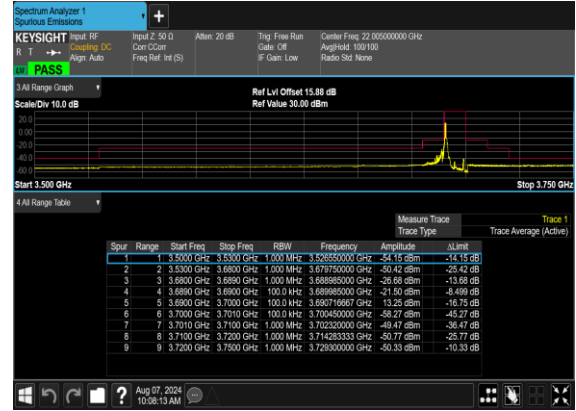 Spectrum Analyzer 1
Spurious Emissions
KEYSIGHT Input: RF Input Z: 50 Ω Atten: 20 dB Trig: Free Run Center Freq: 22.005000000 GHz
R T Coupling: DC Corr CCorr Gate: Off Avg|Hold: 100/100
Align: Auto Freq Ref: Int (S) IF Gain: Low Radio Std: None
PASS
3 All Range Graph Ref Lvl Offset 15.88 dB
Scale/Div 10.0 dB Ref Value 30.00 dBm
20.0
0.00
-20.0
-40.0
-60.0
Start 3.500 GHz Stop 3.750 GHz
4 All Range Table
Measure Trace Trace 1
Trace Type Trace Average (Active)
Spur Range Start Freq Stop Freq RBW Frequency Amplitude ΔLimit
1 1 3.5000 GHz 3.5300 GHz 1.000 MHz 3.526550000 GHz -54.15 dBm -14.15 dB
2 2 3.5300 GHz 3.6800 GHz 1.000 MHz 3.679750000 GHz -50.42 dBm -25.42 dB
3 3 3.6800 GHz 3.6890 GHz 1.000 MHz 3.688985000 GHz -26.68 dBm -13.68 dB
4 4 3.6890 GHz 3.6900 GHz 100.0 kHz 3.689985000 GHz -21.50 dBm -8.499 dB
5 5 3.6900 GHz 3.7000 GHz 100.0 kHz 3.690716667 GHz 13.25 dBm -16.75 dB
6 6 3.7000 GHz 3.7010 GHz 100.0 kHz 3.700450000 GHz -58.27 dBm -45.27 dB
7 7 3.7010 GHz 3.7100 GHz 1.000 MHz 3.702320000 GHz -49.47 dBm -36.47 dB
8 8 3.7100 GHz 3.7200 GHz 1.000 MHz 3.714283333 GHz -50.77 dBm -25.77 dB
9 9 3.7200 GHz 3.7500 GHz 1.000 MHz 3.729300000 GHz -50.33 dBm -10.33 dB
Aug 07, 2024
10:08:13 AM